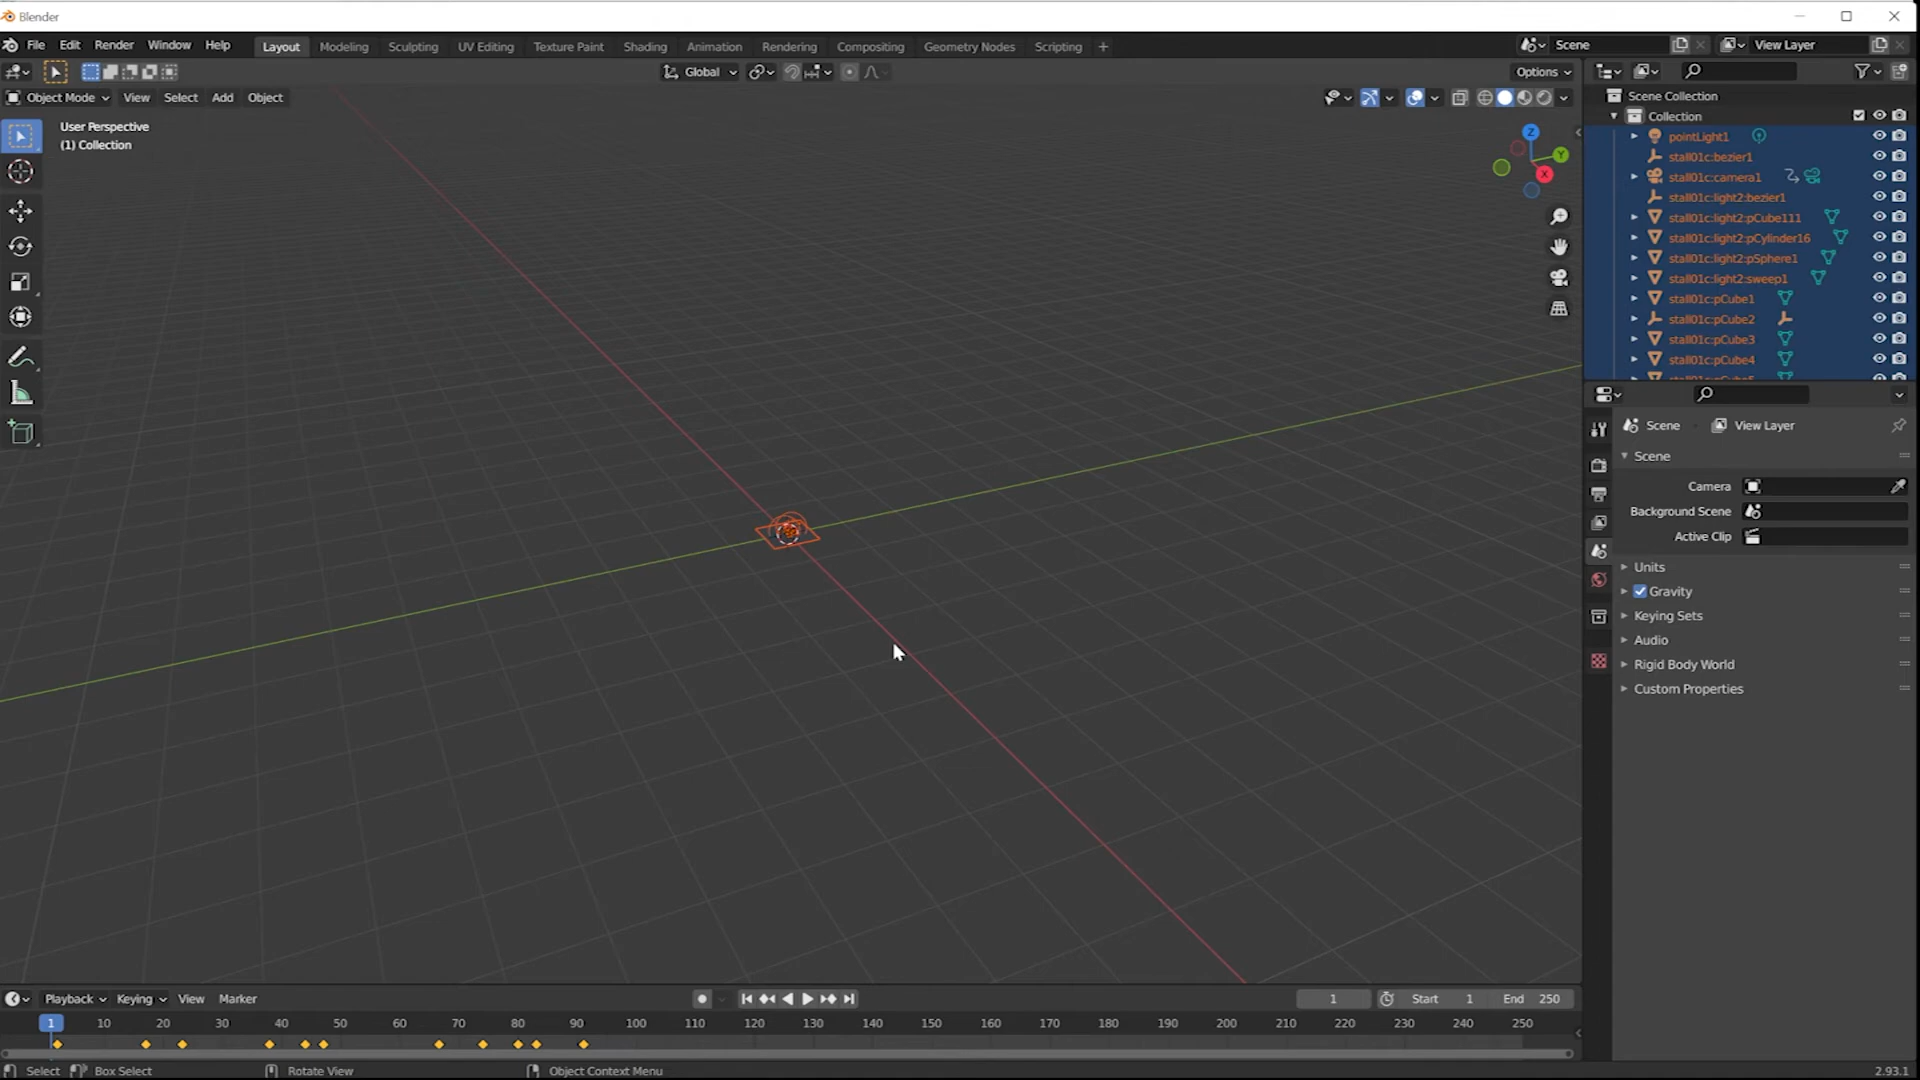 Blender
File Edit Render Window Help Layout Modeling Sculpting UV Editing Texture Paint Shading Animation Rendering Compositing Geometry Nodes Scripting + Scene View Layer
Global Options
Object Mode View Select Add Object
User Perspective
(1) Collection
Z
Y
X
Scene Collection
Collection
pointLight1
stall01c:bezier1
stall01c:camera1
stall01c:light2:bezier1
stall01c:light2:pCube111
stall01c:light2:pCylinder16
stall01c:light2:pSphere1
stall01c:light2:sweep1
stall01c:pCube1
stall01c:pCube2
stall01c:pCube3
stall01c:pCube4
Scene View Layer
Scene
Camera
Background Scene
Active Clip
Units
Gravity
Keying Sets
Audio
Rigid Body World
Custom Properties
Playback Keying View Marker 1 Start 1 End 250
1 10 20 30 40 50 60 70 80 90 100 110 120 130 140 150 160 170 180 190 200 210 220 230 240 250
Select Box Select Rotate View Object Context Menu 2.93.1